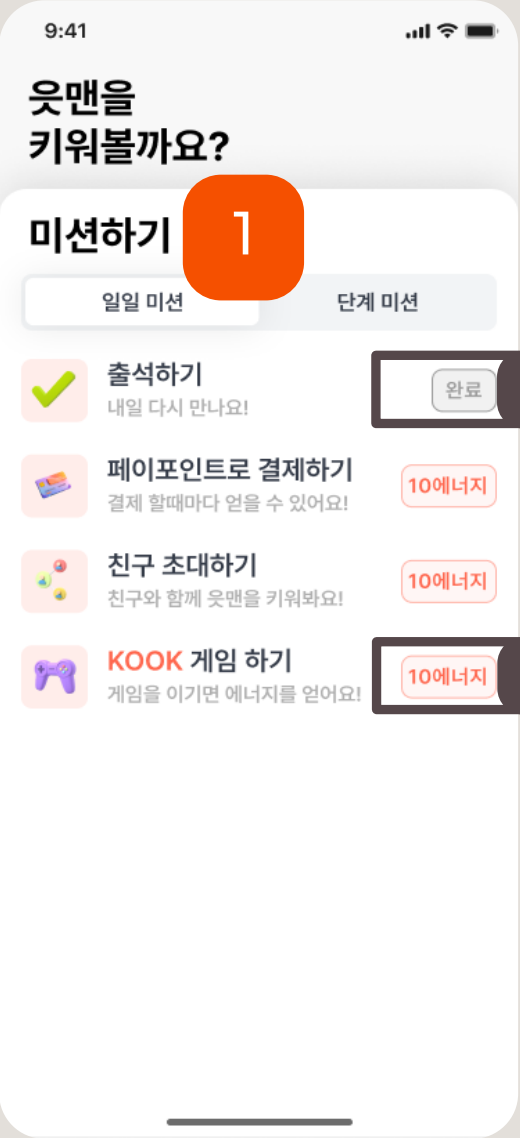 9:41
읏맨을
키워볼까요?
미션하기
1
일일 미션 단계 미션
출석하기
내일 다시 만나요!
완료
페이포인트로 결제하기
결제 할때마다 얻을 수 있어요!
10에너지
친구 초대하기
친구와 함께 읏맨을 키워봐요!
10에너지
KOOK 게임 하기
게임을 이기면 에너지를 얻어요!
10에너지